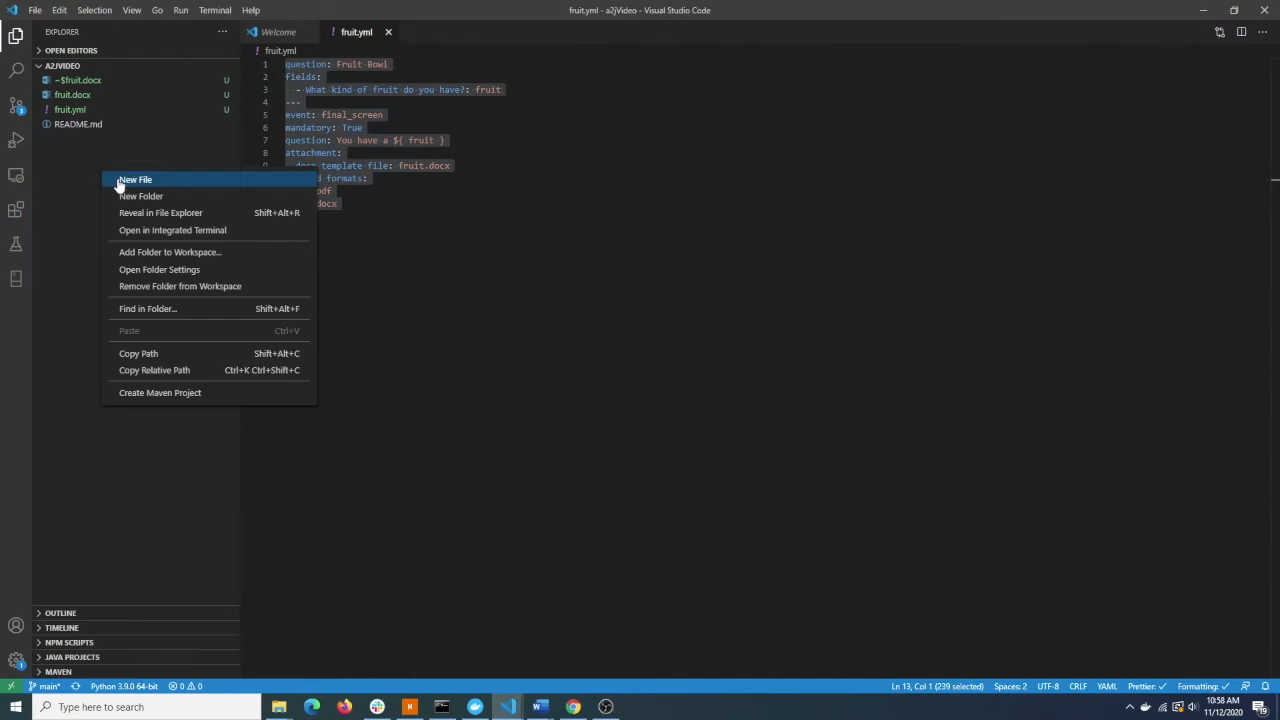 File Edit Selection View Go Run Terminal Help
fruit.yml - a2jVideo - Visual Studio Code
EXPLORER
OPEN EDITORS
A2JVIDEO
~$fruit.docx U
fruit.docx U
fruit.yml U
README.md
Welcome
fruit.yml
fruit.yml
1 question: Fruit Bowl
2 fields:
3 - What kind of fruit do you have?: fruit
4 ---
5 event: final_screen
6 mandatory: True
7 question: You have a ${ fruit }
8 attachment:
9 docx template file: fruit.docx
d formats:
pdf
docx
New File
New Folder
Reveal in File Explorer Shift+Alt+R
Open in Integrated Terminal
Add Folder to Workspace...
Open Folder Settings
Remove Folder from Workspace
Find in Folder... Shift+Alt+F
Paste Ctrl+V
Copy Path Shift+Alt+C
Copy Relative Path Ctrl+K Ctrl+Shift+C
Create Maven Project
OUTLINE
TIMELINE
NPM SCRIPTS
JAVA PROJECTS
MAVEN
main* Python 3.9.0 64-bit 0 0
Ln 13, Col 1 (239 selected) Spaces: 2 UTF-8 CRLF YAML Prettier: ✓ Formatting: ✓
Type here to search
10:58 AM
11/12/2020